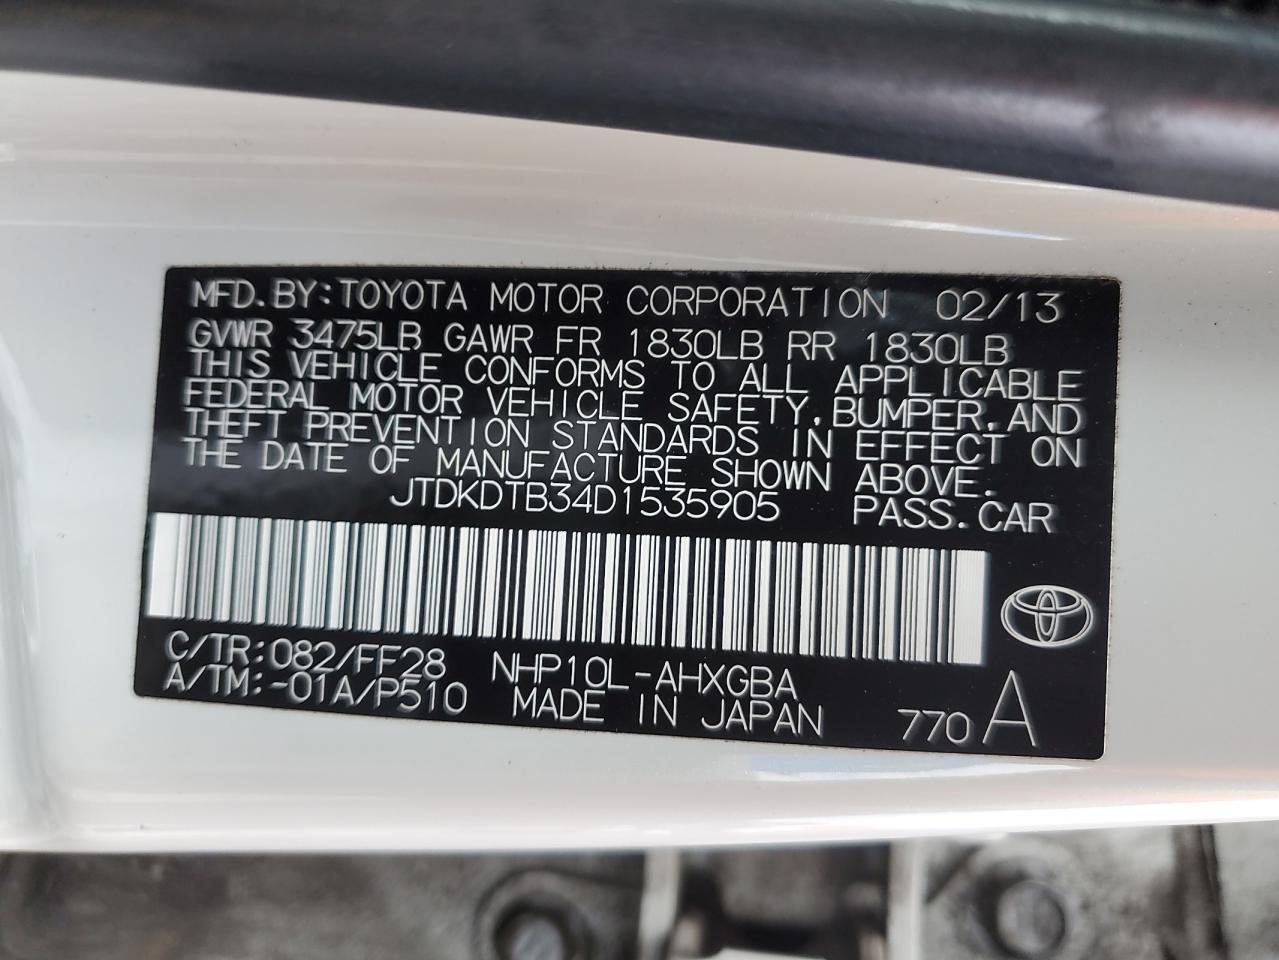 MFD.BY:TOYOTA MOTOR CORPORATION 02/13
GVWR 3475LB GAWR FR 1830LB RR 1830LB
THIS VEHICLE CONFORMS TO ALL APPLICABLE
FEDERAL MOTOR VEHICLE SAFETY, BUMPER, AND
THEFT PREVENTION STANDARDS IN EFFECT ON
THE DATE OF MANUFACTURE SHOWN ABOVE.
JTDKDTB34D1535905 PASS.CAR
C/TR:082/FF28 NHP10L-AHXGBA
A/TM:-01A/P510 MADE IN JAPAN 770 A